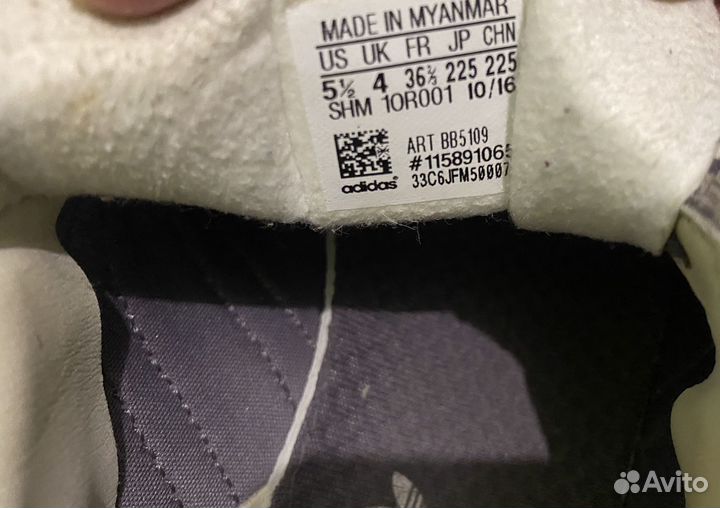 MADE IN MYANMAR
US UK FR JP CHN
5½ 4 36⅔ 225 225
SHM 10R001 10/16
ART BB5109
#115891065
adidas 33C6JFM50007
Avito